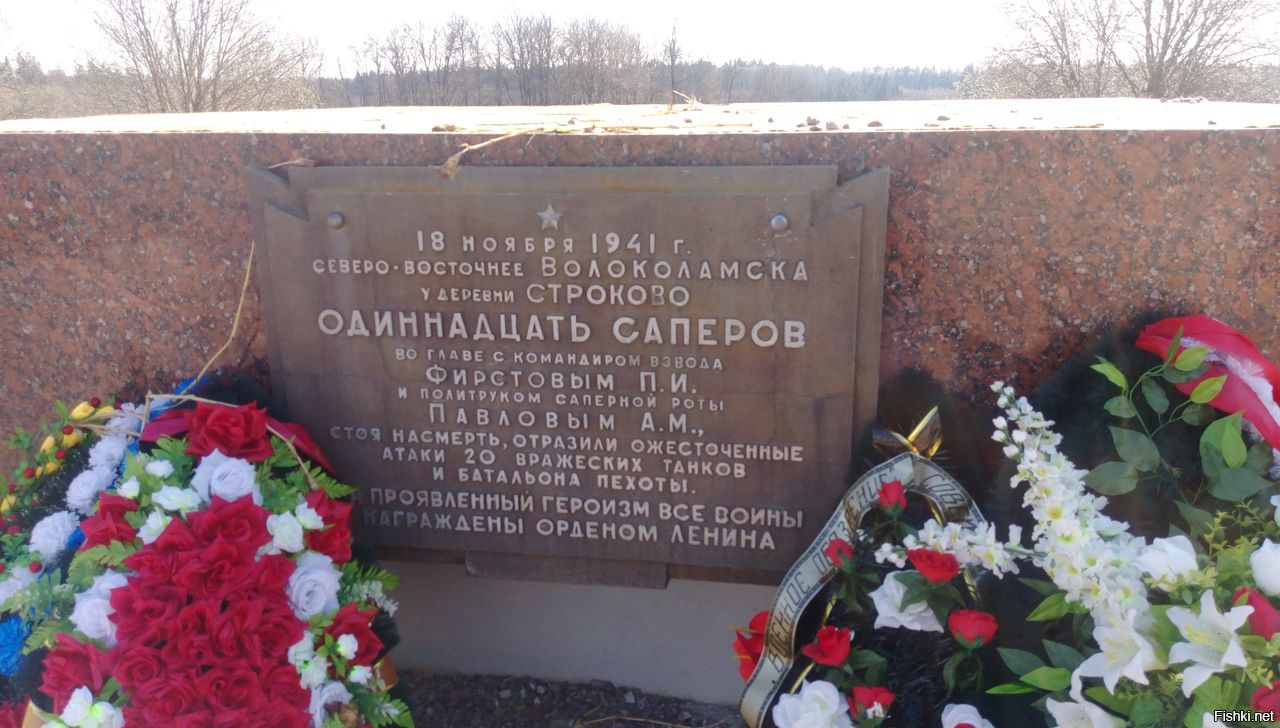 18 НОЯБРЯ 1941 г.
СЕВЕРО-ВОСТОЧНЕЕ ВОЛОКОЛАМСКА
У ДЕРЕВНИ СТРОКОВО
ОДИННАДЦАТЬ САПЕРОВ
ВО ГЛАВЕ С КОМАНДИРОМ ВЗВОДА
ФИРСТОВЫМ П.И.
И ПОЛИТРУКОМ САПЕРНОЙ РОТЫ
ПАВЛОВЫМ А.М.,
СТОЯ НАСМЕРТЬ, ОТРАЗИЛИ ОЖЕСТОЧЕННЫЕ
АТАКИ 20 ВРАЖЕСКИХ ТАНКОВ
И БАТАЛЬОНА ПЕХОТЫ.
ПРОЯВЛЕННЫЙ ГЕРОИЗМ ВСЕ ВОИНЫ
НАГРАЖДЕНЫ ОРДЕНОМ ЛЕНИНА
Fishki.net